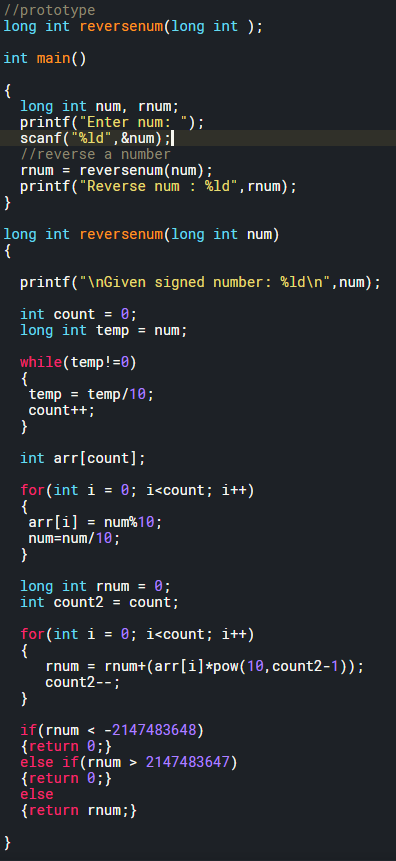 //prototype
long int reversenum(long int );
int main()
{
long int num, rnum;
printf("Enter num: ");
scanf("%ld",&num);
//reverse a number
rnum = reversenum(num);
printf("Reverse num : %ld",rnum);
}
long int reversenum(long int num)
{
printf("\nGiven signed number: %ld\n",num);
int count = 0;
long int temp = num;
while(temp!=0)
{
temp = temp/10;
count++;
}
int arr[count];
for(int i = 0; i<count; i++)
{
arr[i] = num%10;
num=num/10;
}
long int rnum = 0;
int count2 = count;
for(int i = 0; i<count; i++)
{
rnum = rnum+(arr[i]*pow(10,count2-1));
count2--;
}
if(rnum < -2147483648)
{return 0;}
else if(rnum > 2147483647)
{return 0;}
else
{return rnum;}
}